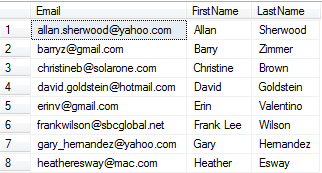 Email FirstName LastName
1 allan.sherwood@yahoo.com Allan Sherwood
2 barryz@gmail.com Barry Zimmer
3 christineb@solarone.com Christine Brown
4 david.goldstein@hotmail.com David Goldstein
5 erinv@gmail.com Erin Valentino
6 frankwilson@sbcglobal.net Frank Lee Wilson
7 gary_hernandez@yahoo.com Gary Hernandez
8 heatheresway@mac.com Heather Esway